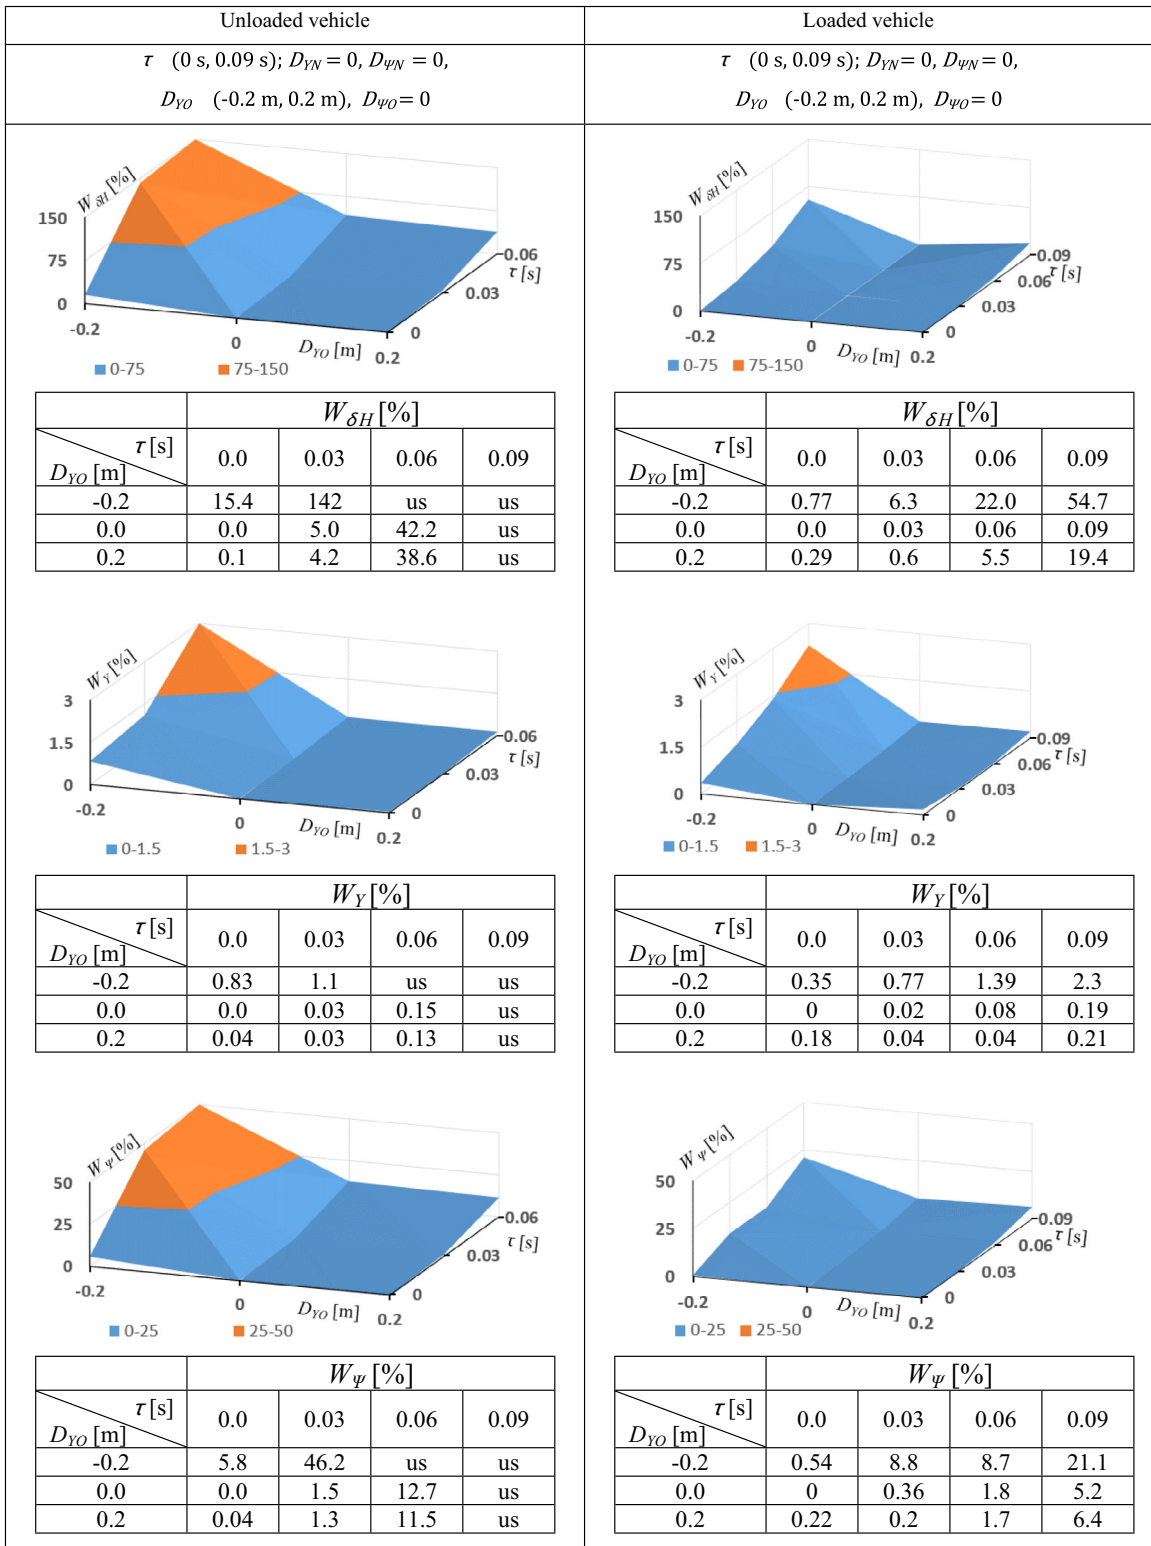 Unloaded vehicle
Loaded vehicle
τ (0 s, 0.09 s); D_YN = 0, D_ΨN = 0,
D_YO (-0.2 m, 0.2 m), D_ΨO = 0
τ (0 s, 0.09 s); D_YN= 0, D_ΨN = 0,
D_YO (-0.2 m, 0.2 m), D_ΨO = 0
W_δH [%]
150
75
0
-0.2
0
0.2
D_YO [m]
0
0.03
0.06
τ [s]
0-75 75-150
W_δH [%]
150
75
0
-0.2
0
0.2
D_YO [m]
0
0.03
0.06
0.09
τ [s]
0-75 75-150
W_δH [%]
τ [s] 0.0 0.03 0.06 0.09
D_YO [m]
-0.2 15.4 142 us us
0.0 0.0 5.0 42.2 us
0.2 0.1 4.2 38.6 us
W_δH [%]
τ [s] 0.0 0.03 0.06 0.09
D_YO [m]
-0.2 0.77 6.3 22.0 54.7
0.0 0.0 0.03 0.06 0.09
0.2 0.29 0.6 5.5 19.4
W_Y [%]
3
1.5
0
-0.2
0
0.2
D_YO [m]
0
0.03
0.06
τ [s]
0-1.5 1.5-3
W_Y [%]
3
1.5
0
-0.2
0
0.2
D_YO [m]
0
0.03
0.06
0.09
τ [s]
0-1.5 1.5-3
W_Y [%]
τ [s] 0.0 0.03 0.06 0.09
D_YO [m]
-0.2 0.83 1.1 us us
0.0 0.0 0.03 0.15 us
0.2 0.04 0.03 0.13 us
W_Y [%]
τ [s] 0.0 0.03 0.06 0.09
D_YO [m]
-0.2 0.35 0.77 1.39 2.3
0.0 0 0.02 0.08 0.19
0.2 0.18 0.04 0.04 0.21
W_Ψ [%]
50
25
0
-0.2
0
0.2
D_YO [m]
0
0.03
0.06
τ [s]
0-25 25-50
W_Ψ [%]
50
25
0
-0.2
0
0.2
D_YO [m]
0
0.03
0.06
0.09
τ [s]
0-25 25-50
W_Ψ [%]
τ [s] 0.0 0.03 0.06 0.09
D_YO [m]
-0.2 5.8 46.2 us us
0.0 0.0 1.5 12.7 us
0.2 0.04 1.3 11.5 us
W_Ψ [%]
τ [s] 0.0 0.03 0.06 0.09
D_YO [m]
-0.2 0.54 8.8 8.7 21.1
0.0 0 0.36 1.8 5.2
0.2 0.22 0.2 1.7 6.4